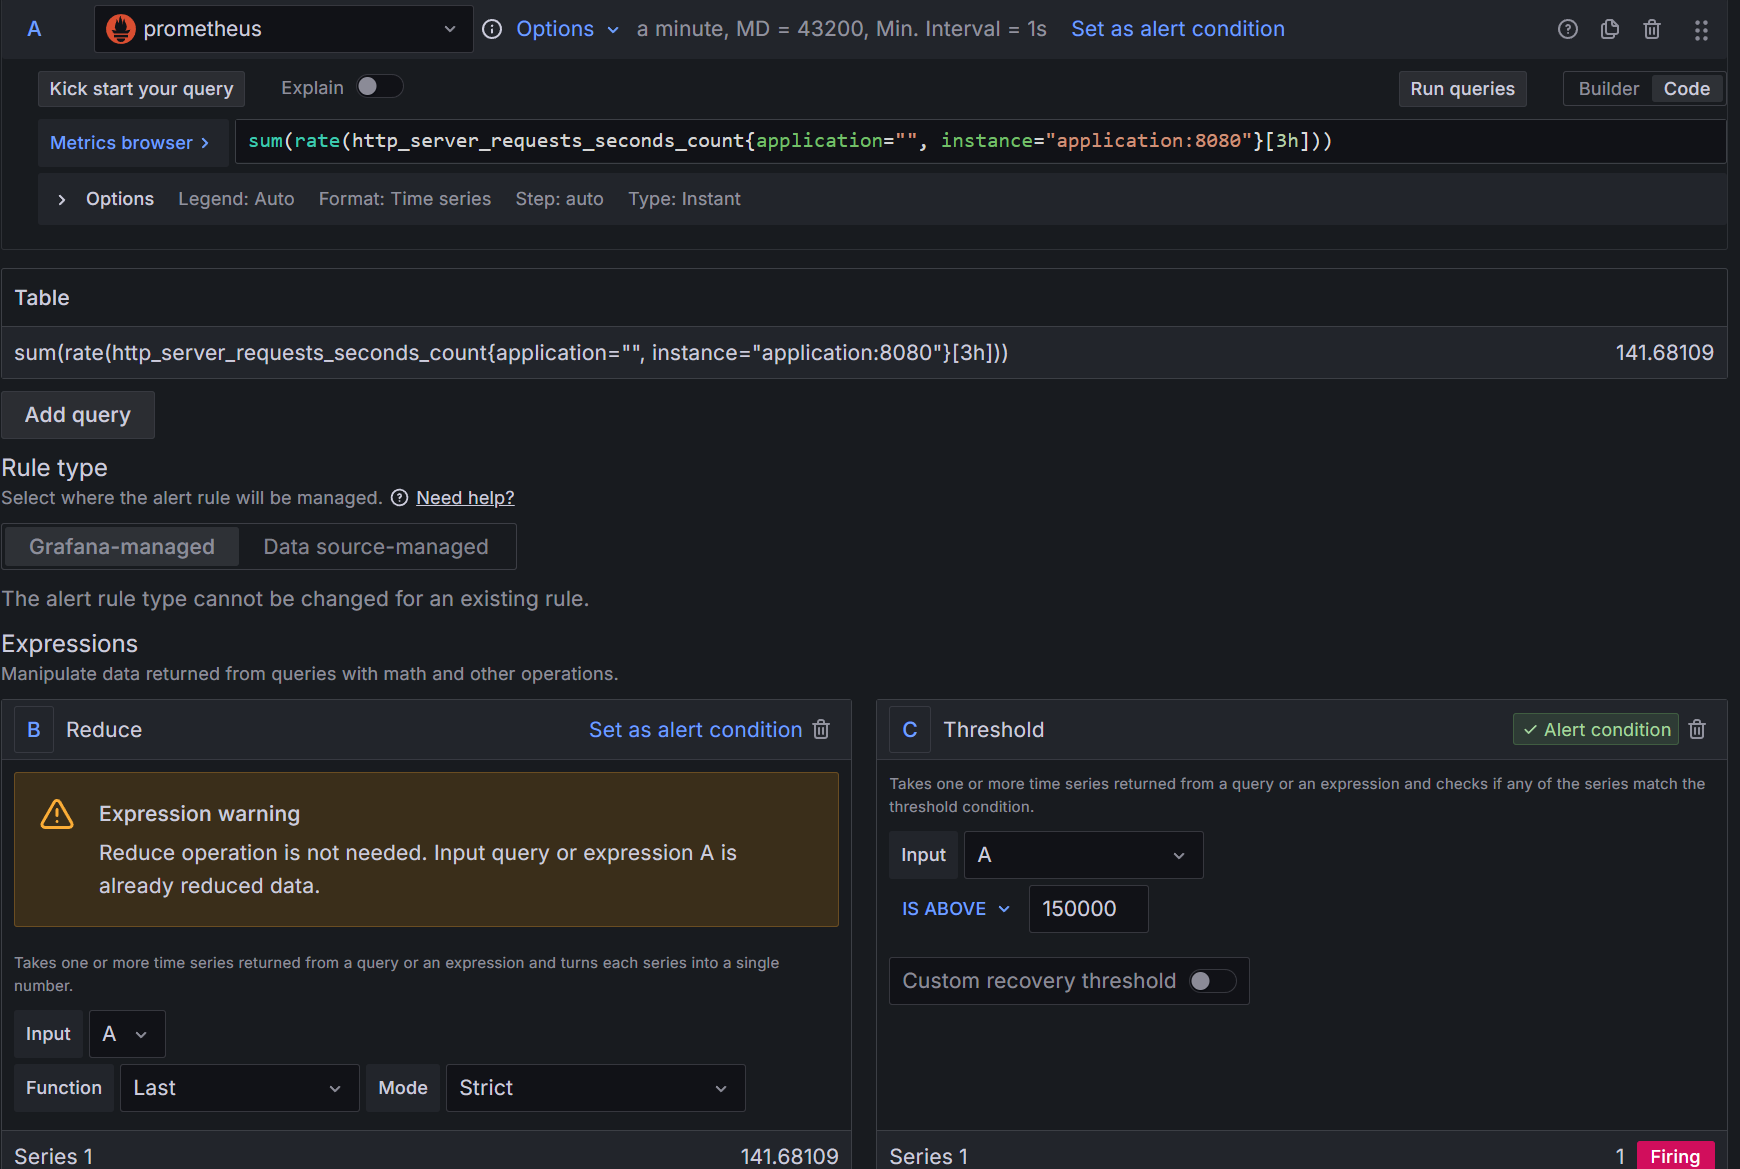 A prometheus Options a minute, MD = 43200, Min. Interval = 1s Set as alert condition
Kick start your query Explain Run queries Builder Code
Metrics browser > sum(rate(http_server_requests_seconds_count{application="", instance="application:8080"}[3h]))
> Options Legend: Auto Format: Time series Step: auto Type: Instant
Table
sum(rate(http_server_requests_seconds_count{application="", instance="application:8080"}[3h])) 141.68109
Add query
Rule type
Select where the alert rule will be managed. Need help?
Grafana-managed Data source-managed
The alert rule type cannot be changed for an existing rule.
Expressions
Manipulate data returned from queries with math and other operations.
B Reduce Set as alert condition
Expression warning
Reduce operation is not needed. Input query or expression A is
already reduced data.
Takes one or more time series returned from a query or an expression and turns each series into a single
number.
Input A
Function Last Mode Strict
Series 1 141.68109
C Threshold Alert condition
Takes one or more time series returned from a query or an expression and checks if any of the series match the
threshold condition.
Input A
IS ABOVE 150000
Custom recovery threshold
Series 1 1 Firing